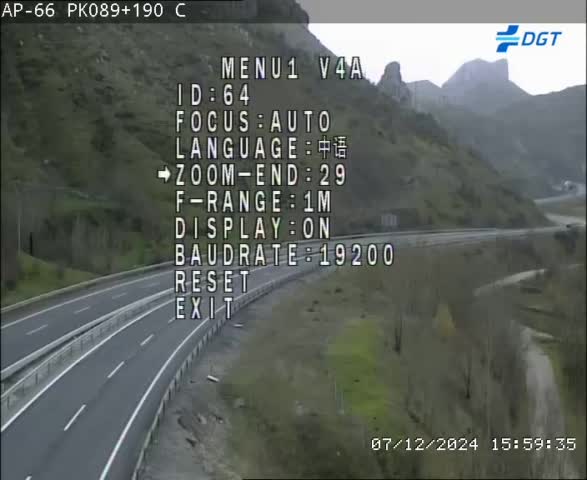 AP-66 PK089+190 C
DGT
MENU1 V4A
ID:64
FOCUS:AUTO
LANGUAGE:中语
ZOOM-END:29
F-RANGE:1M
DISPLAY:ON
BAUDRATE:19200
RESET
EXIT
07/12/2024 15:59:35